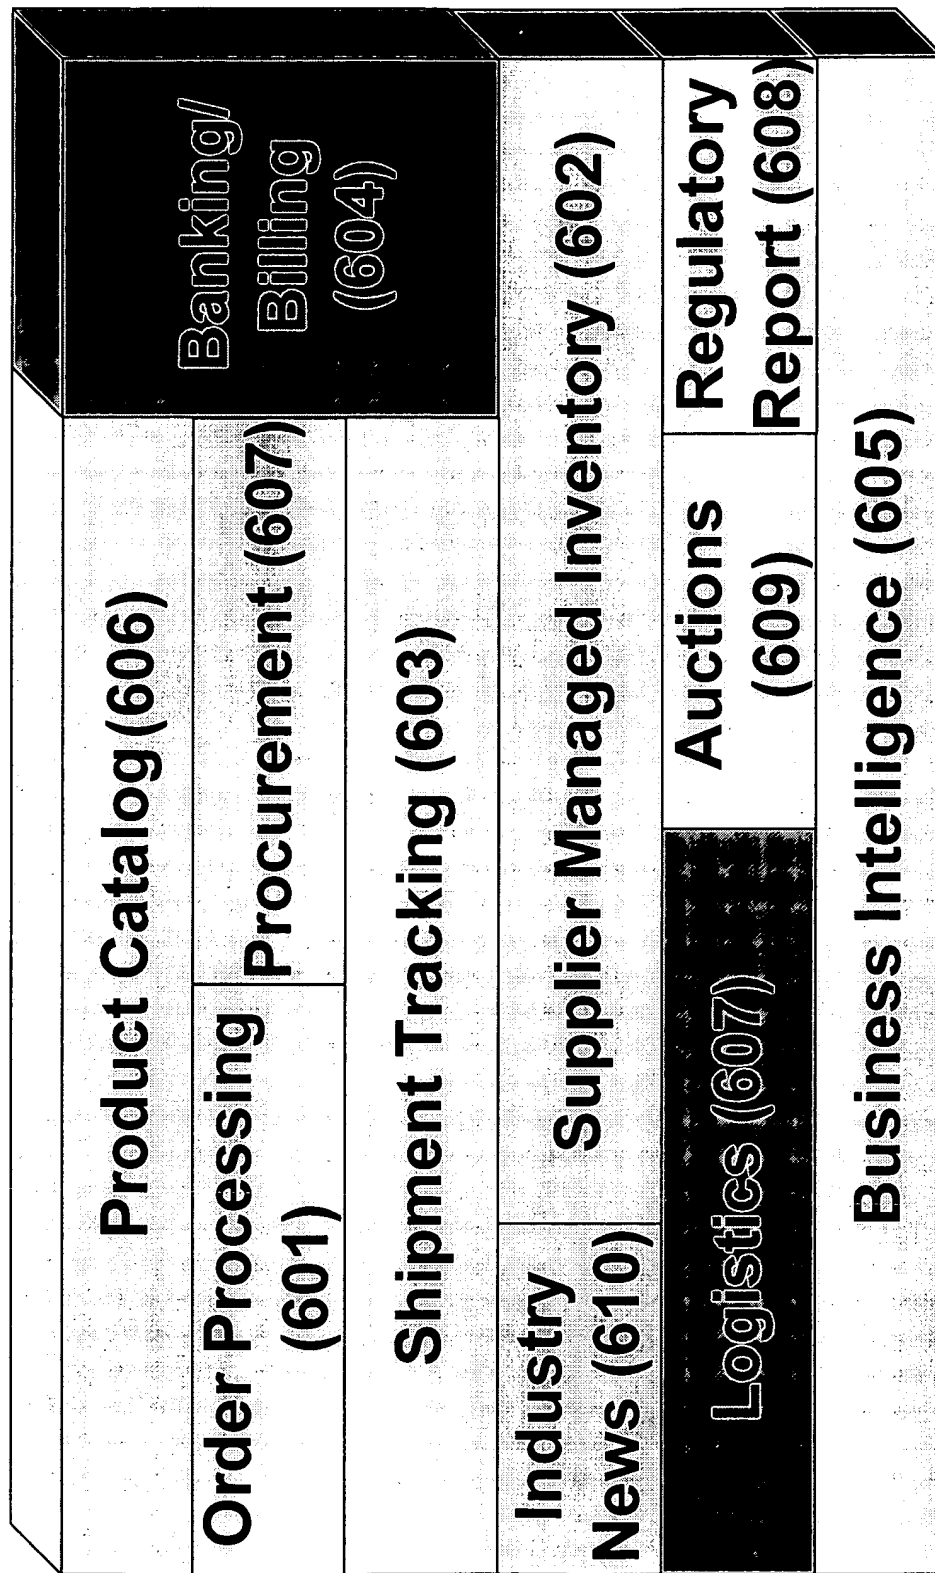 Product Catalog (606)
Banking/
Billing
(604)
Order Processing
(601)
Procurement (607)
Shipment Tracking (603)
Industry
News (610)
Supplier Managed Inventory (602)
Logistics (607)
Auctions
(609)
Regulatory
Report (608)
Business Intelligence (605)